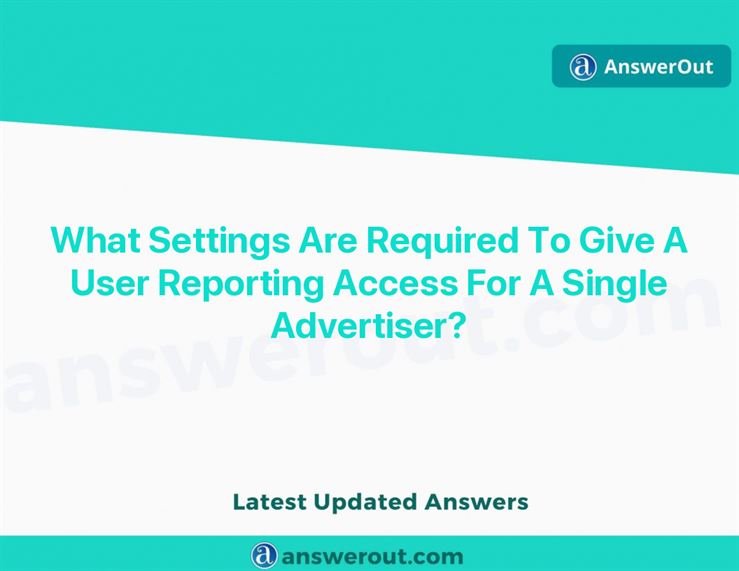 AnswerOut
What Settings Are Required To Give A
User Reporting Access For A Single
Advertiser?
answerout.com
Latest Updated Answers
answerout.com